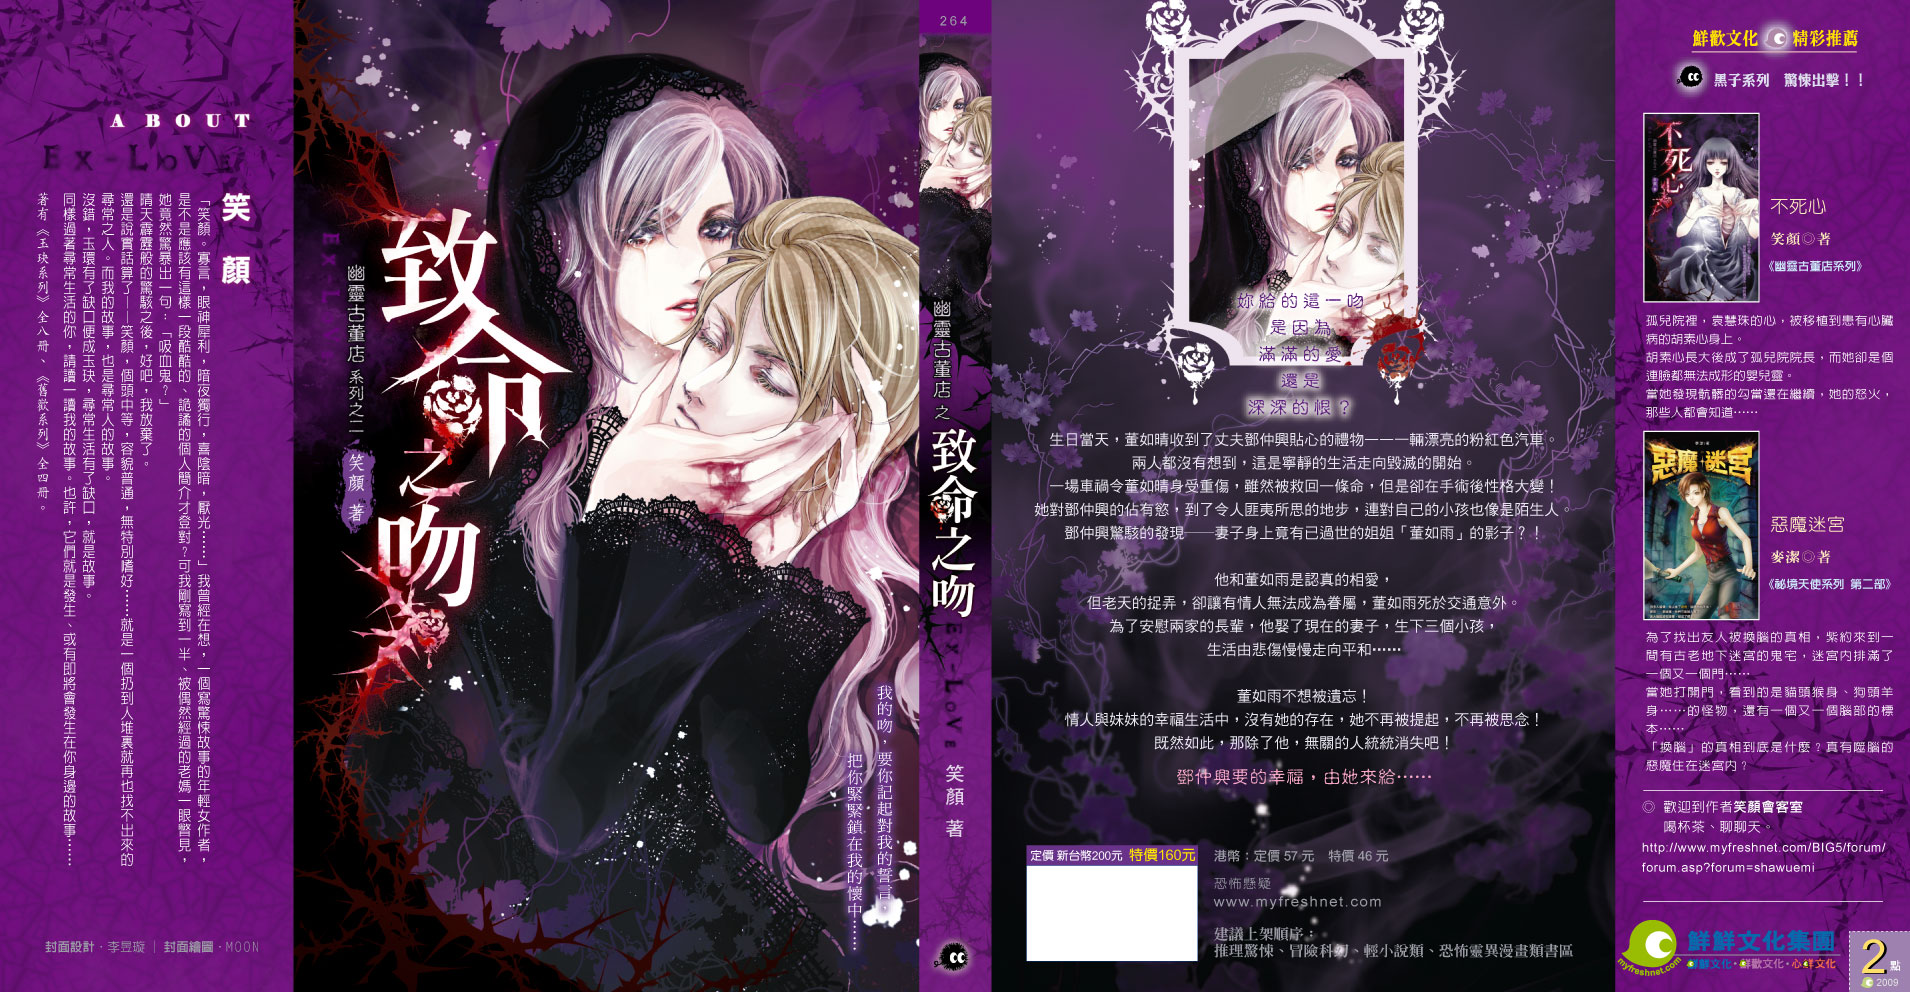 ABOUT
Ex-LoVe
笑顏
「笑顏。寡言，眼神犀利，暗夜獨行，喜陰暗，厭光……」我曾經在想，一個寫驚悚故事的年輕女作者，
是不是應該有這樣一段酷酷的、詭譎的個人簡介才登對？可我剛寫到一半、被偶然經過的老媽一眼瞥見，
她竟然驚暴出一句：「吸血鬼？」
晴天霹靂般的驚駭之後，好吧，我放棄了。
還是說實話算了——笑顏，個頭中等，容貌普通，無特別嗜好……就是一個扔到人堆裏就再也找不出來的
尋常之人。而我的故事，也是尋常人的故事。
沒錯，玉環有了缺口便成玉玦，尋常生活有了缺口，就是故事。
同樣過著尋常生活的你，請讀一讀我的故事。也許，它們就是發生、或有即將會發生在你身邊的故事……
著有《玉玦系列》全八冊、《舊歡系列》全四冊。
封面設計·李昱璇│封面繪圖·MOON
致命之吻
幽靈古董店 系列之二
笑顏 著
我的吻，要你記起對我的誓言，
把你緊緊鎖在我的懷中……
264
幽靈古董店 之 致命之吻
Ex-LoVe
笑顏 著
妳給的這一吻
是因為
滿滿的愛
還是
深深的恨？
生日當天，董如晴收到了丈夫鄧仲興貼心的禮物——一輛漂亮的粉紅色汽車。
兩人都沒有想到，這是寧靜的生活走向毀滅的開始。
一場車禍令董如晴身受重傷，雖然被救回一條命，但是卻在手術後性格大變！
她對鄧仲興的佔有慾，到了令人匪夷所思的地步，連對自己的小孩也像是陌生人。
鄧仲興驚駭的發現——妻子身上竟有已過世的姐姐「董如雨」的影子？！
他和董如雨是認真的相愛，
但老天的捉弄，卻讓有情人無法成為眷屬，董如雨死於交通意外。
為了安慰兩家的長輩，他娶了現在的妻子，生下三個小孩，
生活由悲傷慢慢走向平和……
董如雨不想被遺忘！
情人與妹妹的幸福生活中，沒有她的存在，她不再被提起，不再被思念！
既然如此，那除了他，無關的人統統消失吧！
鄧仲興要的幸福，由她來給……
定價 新台幣200元 特價160元
港幣：定價 57 元 特價 46 元
恐怖懸疑
www.myfreshnet.com
建議上架順序：
推理驚悚、冒險科幻、輕小說類、恐怖靈異漫畫類書區
鮮歡文化 精彩推薦
黑子系列 驚悚出擊！！
不死心
不死心
笑顏◎著
《幽靈古董店系列》
孤兒院裡，袁慧珠的心，被移植到患有心臟
病的胡素心身上。
胡素心長大後成了孤兒院院長，而她卻是個
連臉都無法成形的嬰兒靈。
當她發現骯髒的勾當還在繼續，她的怒火，
那些人都會知道……
惡魔迷宮
惡魔迷宮
麥潔◎著
《祕境天使系列 第二部》
為了找出友人被換腦的真相，紫約來到一
間有古老地下迷宮的鬼宅，迷宮內排滿了
一個又一個門……
當她打開門，看到的是貓頭猴身、狗頭羊
身……的怪物，還有一個又一個腦部的標
本……
「換腦」的真相到底是什麼？真有噬腦的
惡魔住在迷宮內？
◎ 歡迎到作者笑顏會客室
喝杯茶、聊聊天。
http://www.myfreshnet.com/BIG5/forum/
forum.asp?forum=shawuemi
myfreshnet.com
鮮鮮文化集團
鮮鮮文化·鮮歡文化·心鮮文化
2點
2009